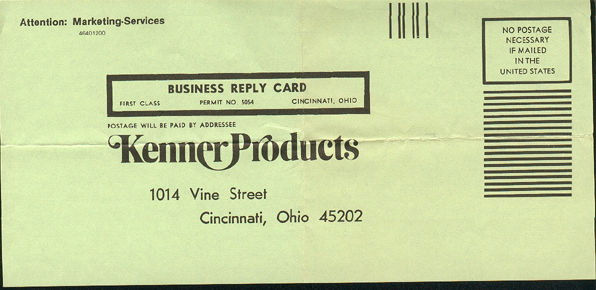 Attention: Marketing-Services
46401200
NO POSTAGE
NECESSARY
IF MAILED
IN THE
UNITED STATES
BUSINESS REPLY CARD
FIRST CLASS PERMIT NO 5054 CINCINNATI, OHIO
POSTAGE WILL BE PAID BY ADDRESSEE
Kenner Products
1014 Vine Street
Cincinnati, Ohio 45202